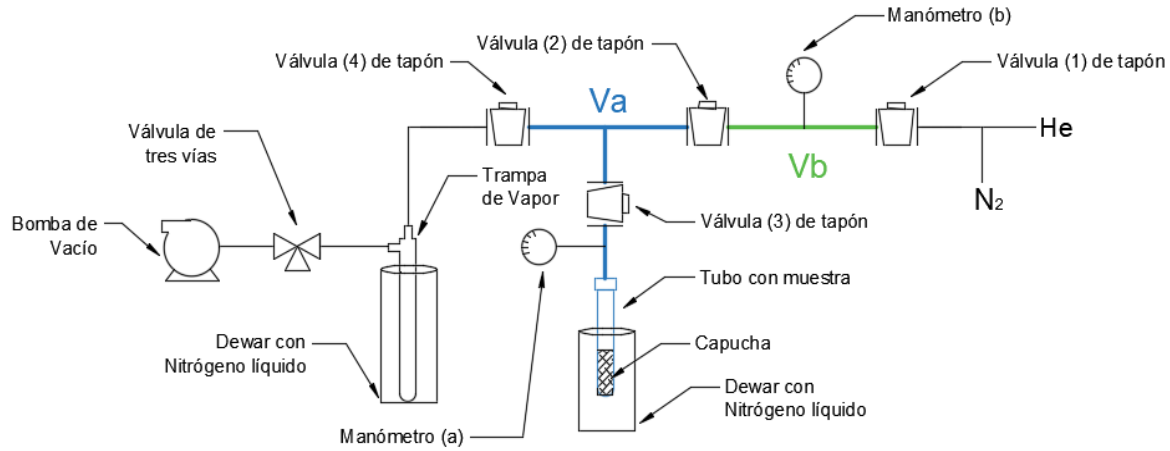 Manómetro (b)
Válvula (2) de tapón
Válvula (4) de tapón
Válvula (1) de tapón
Va
Válvula de
tres vías
He
Vb
Trampa
de Vapor
N₂
Bomba de
Vacío
Válvula (3) de tapón
Tubo con muestra
Dewar con
Nitrógeno líquido
Capucha
Dewar con
Nitrógeno líquido
Manómetro (a)